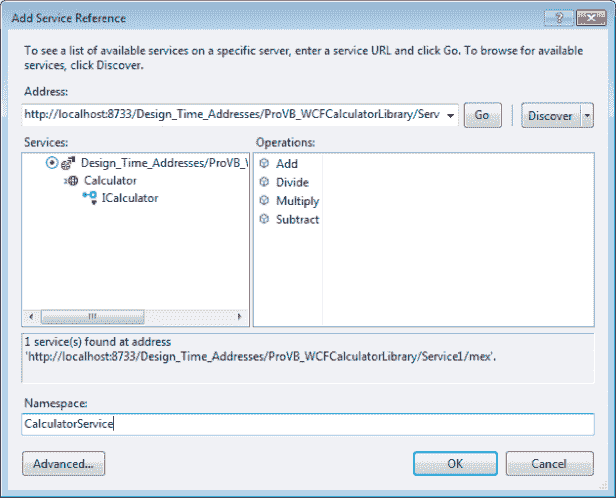 Add Service Reference
To see a list of available services on a specific server, enter a service URL and click Go. To browse for available
services, click Discover.
Address:
http://localhost:8733/Design_Time_Addresses/ProVB_WCFCalculatorLibrary/Serv
Go
Discover
Services:
Operations:
Design_Time_Addresses/ProVB_
Calculator
ICalculator
Add
Divide
Multiply
Subtract
1 service(s) found at address
'http://localhost:8733/Design_Time_Addresses/ProVB_WCFCalculatorLibrary/Service1/mex'.
Namespace:
CalculatorService
Advanced...
OK
Cancel